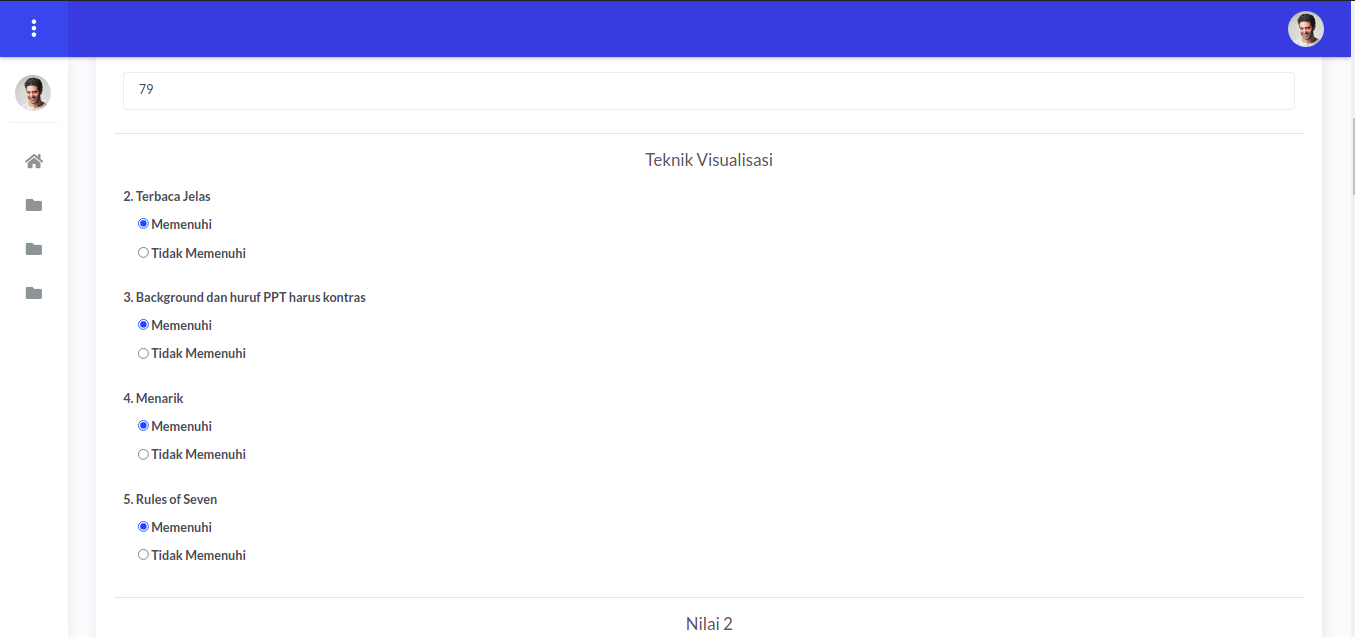 79
Teknik Visualisasi
2. Terbaca Jelas
Memenuhi
Tidak Memenuhi
3. Background dan huruf PPT harus kontras
Memenuhi
Tidak Memenuhi
4. Menarik
Memenuhi
Tidak Memenuhi
5. Rules of Seven
Memenuhi
Tidak Memenuhi
Nilai 2